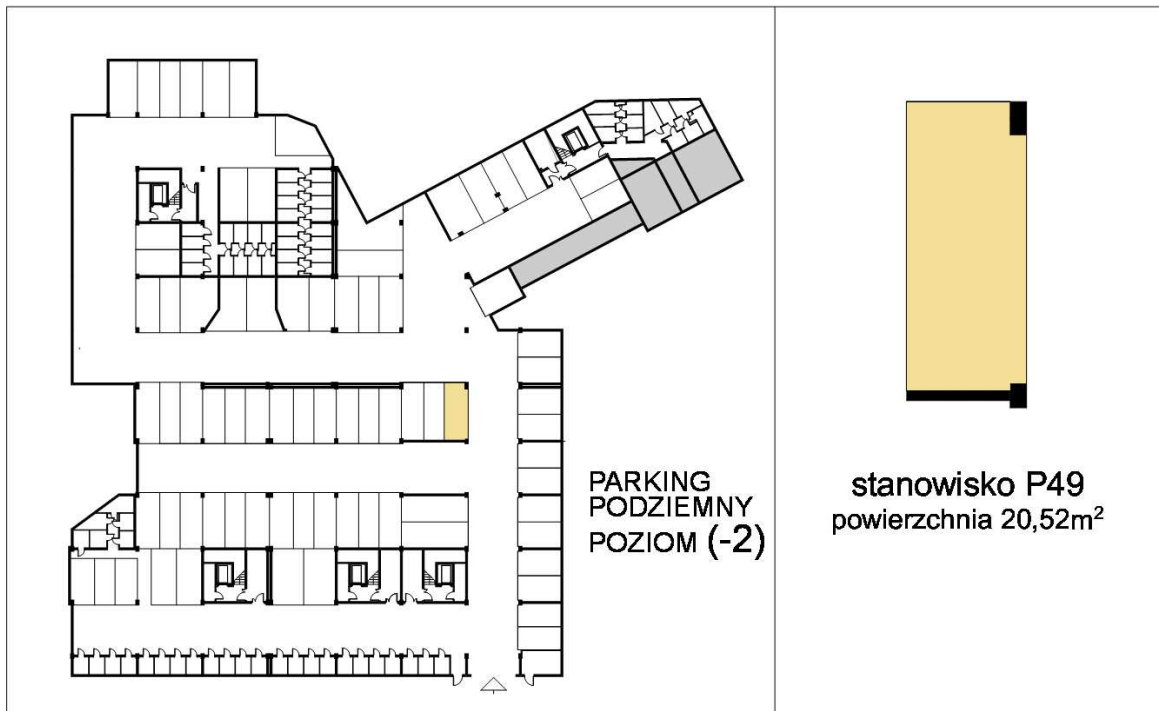 PARKING
PODZIEMNY
POZIOM (-2)
stanowisko P49
powierzchnia 20,52m²